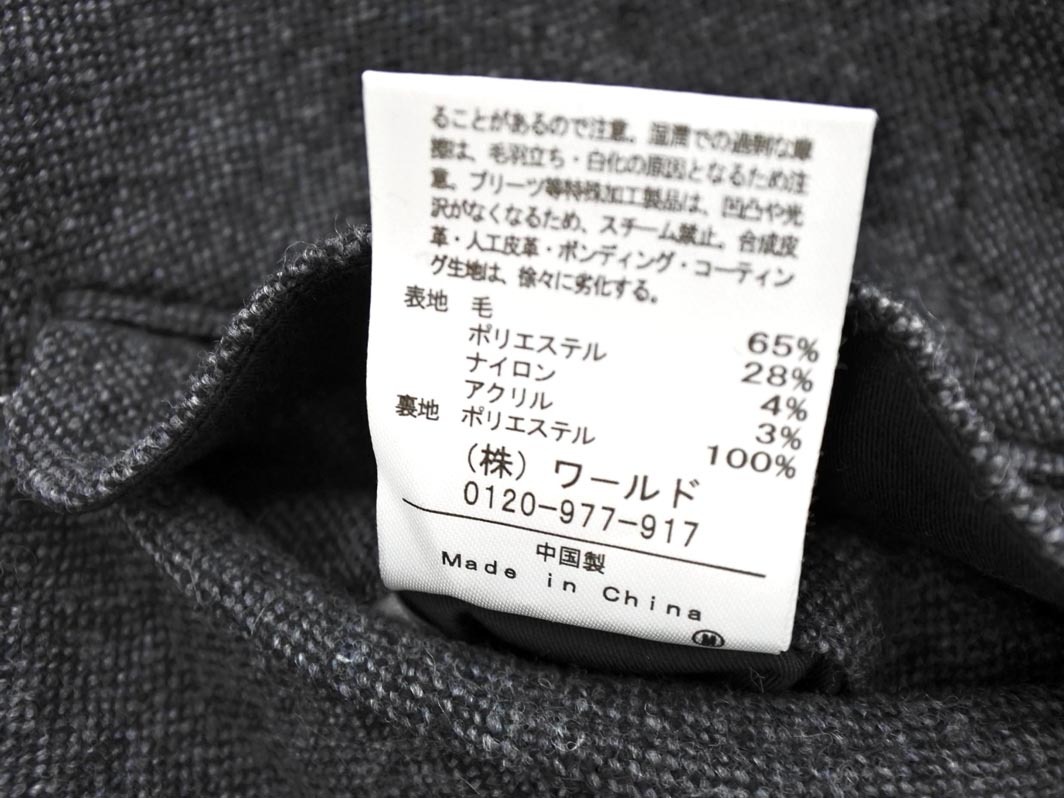 ることがあるので注意。湿潤での過剰な摩
擦は、毛羽立ち・白化の原因となるため注
意。プリーツ等特殊加工製品は、凹凸や光
沢がなくなるため、スチーム禁止。合成皮
革・人工皮革・ボンディング・コーティン
グ生地は、徐々に劣化する。
表地 毛 65%
ポリエステル 28%
ナイロン 4%
アクリル 3%
裏地 ポリエステル 100%
(株) ワールド
0120-977-917
中国製
Made in China
M